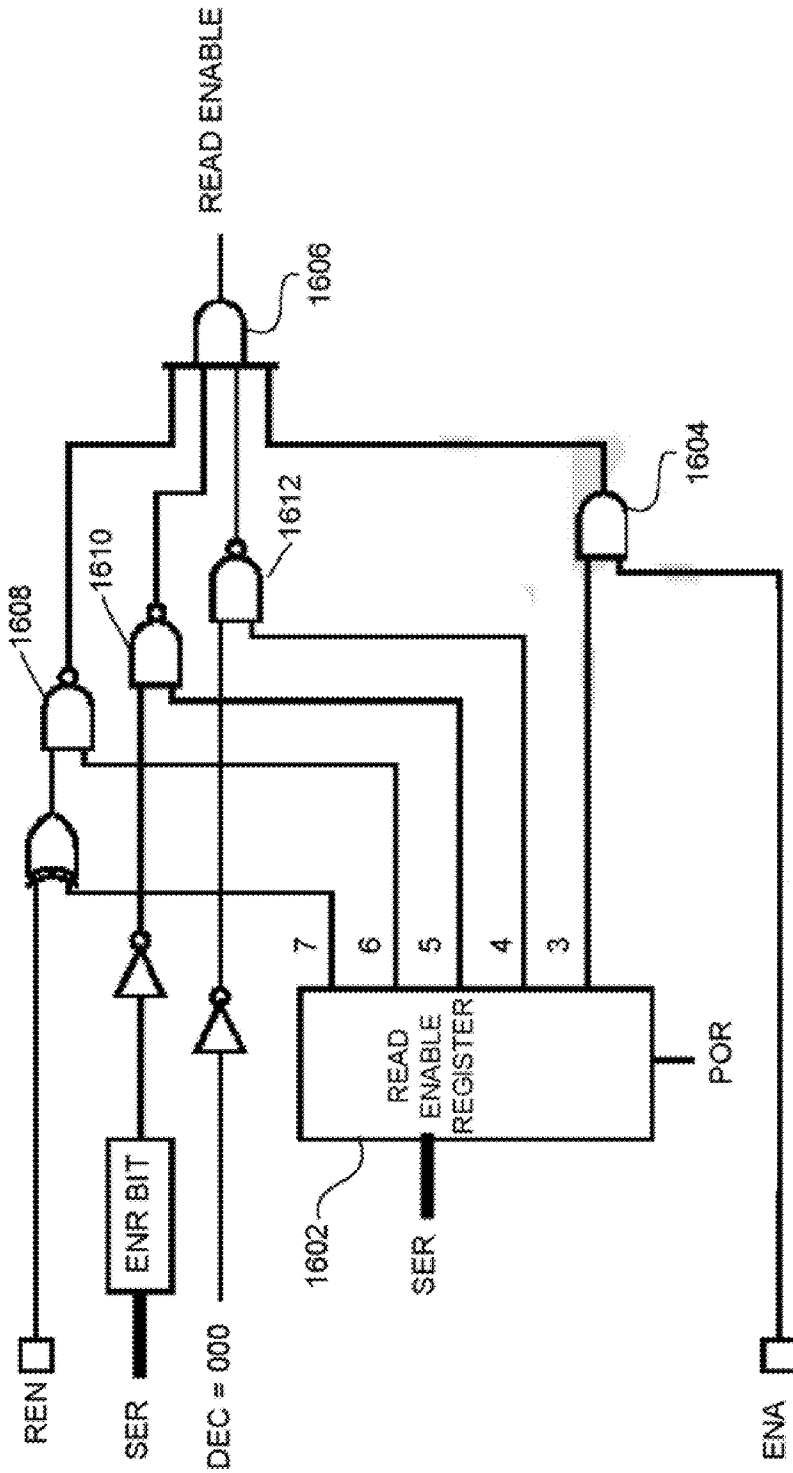 REN
SER
ENR BIT
DEC = 000
1608
1610
1612
1606
READ ENABLE
7
6
5
4
3
READ
ENABLE
REGISTER
1602
SER
POR
1604
ENA